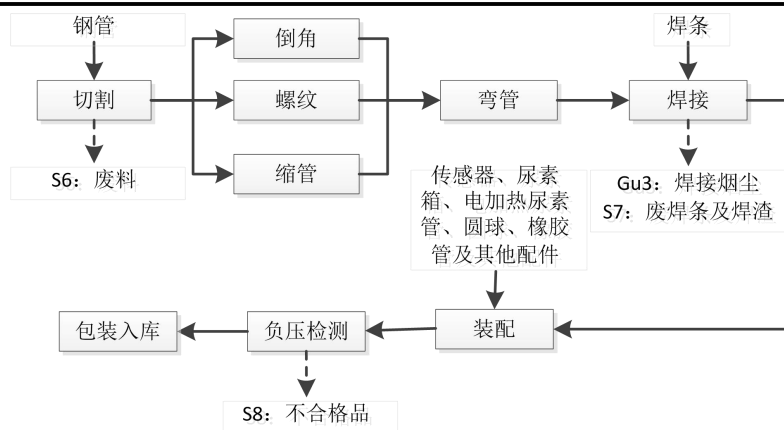 钢管
焊条
倒角
切割
螺纹
弯管
焊接
缩管
S6：废料
传感器、尿素
箱、电加热尿素
管、圆球、橡胶
管及其他配件
Gu3：焊接烟尘
S7：废焊条及焊渣
包装入库
负压检测
装配
S8：不合格品